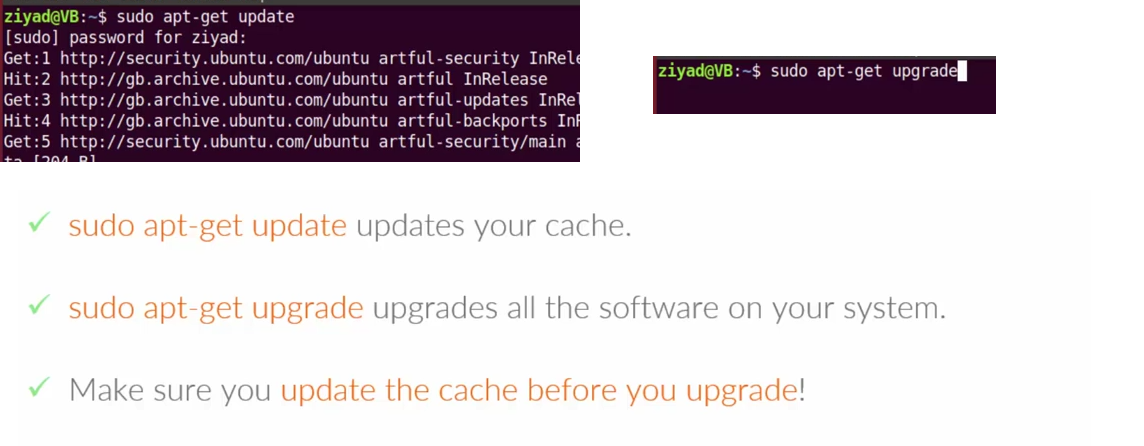 ziyad@VB:~$ sudo apt-get update
[sudo] password for ziyad:
Get:1 http://security.ubuntu.com/ubuntu artful-security InRele
Hit:2 http://gb.archive.ubuntu.com/ubuntu artful InRelease
Get:3 http://gb.archive.ubuntu.com/ubuntu artful-updates InRel
Hit:4 http://gb.archive.ubuntu.com/ubuntu artful-backports InR
Get:5 http://security.ubuntu.com/ubuntu artful-security/main a
ta [204 B]
ziyad@VB:~$ sudo apt-get upgrade
✓ sudo apt-get update updates your cache.
✓ sudo apt-get upgrade upgrades all the software on your system.
✓ Make sure you update the cache before you upgrade!